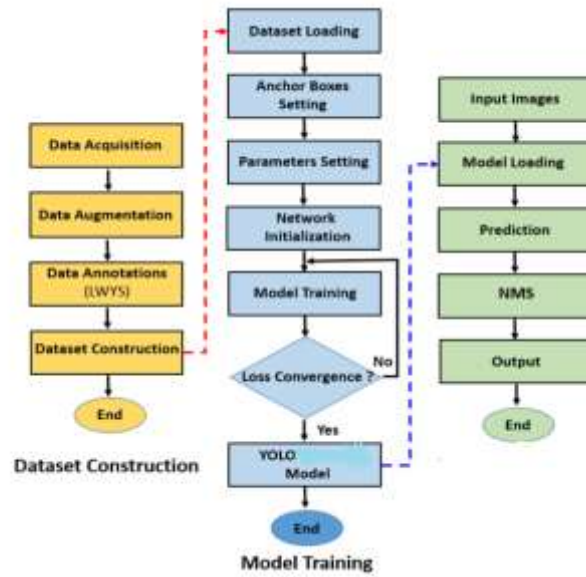 Data Acquisition
Data Augmentation
Data Annotations
(LWYS)
Dataset Construction
End
Dataset Construction
Dataset Loading
Anchor Boxes
Setting
Parameters Setting
Network
Initialization
Model Training
Loss Convergence ?
No
Yes
YOLO
Model
End
Model Training
Input Images
Model Loading
Prediction
NMS
Output
End